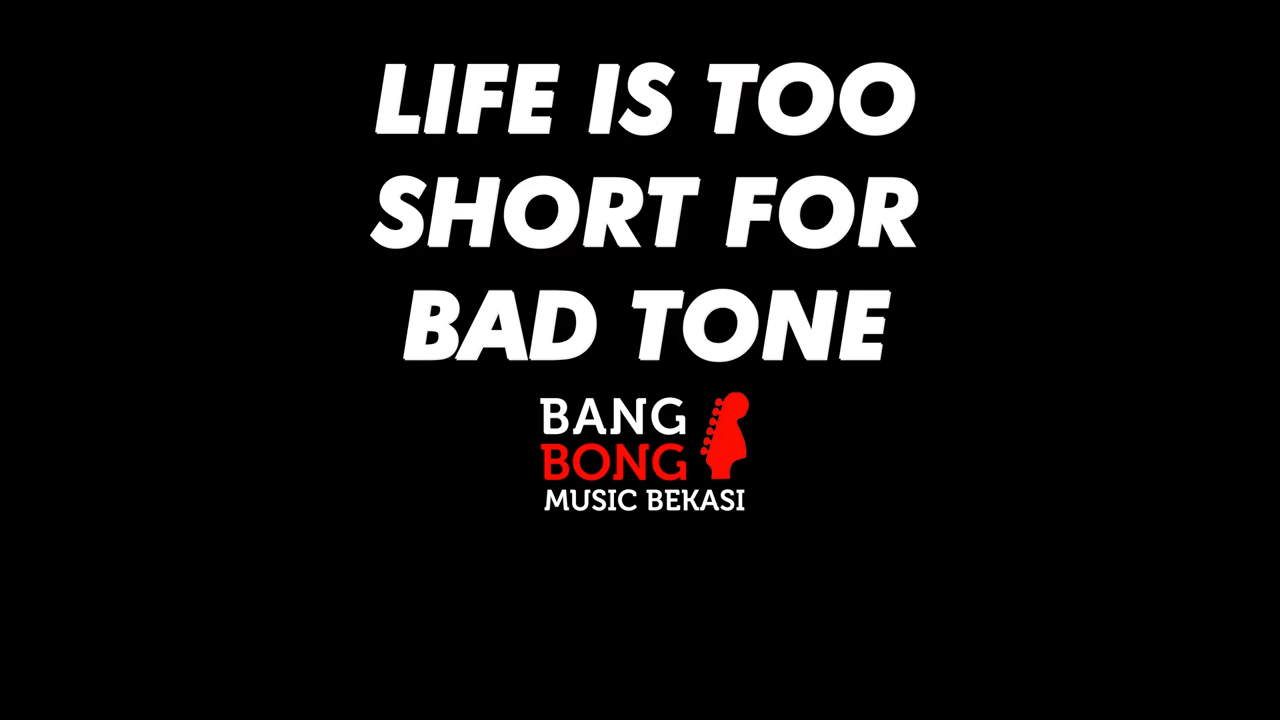 LIFE IS TOO
SHORT FOR
BAD TONE
BANG
BONG
MUSIC BEKASI